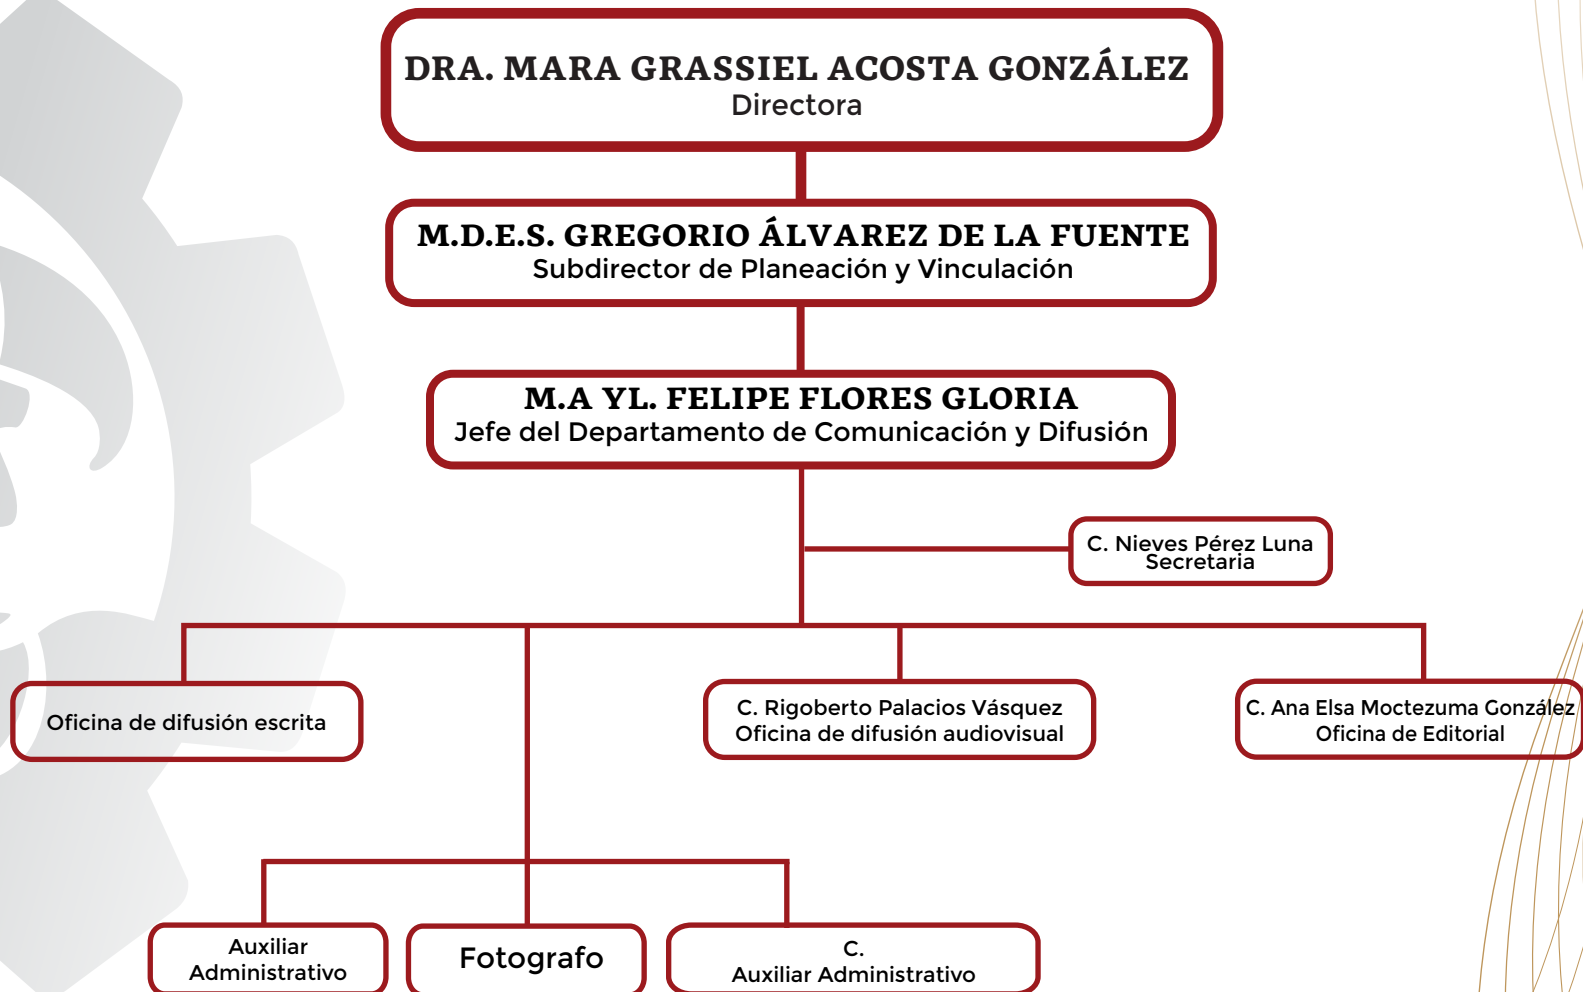 DRA. MARA GRASSIEL ACOSTA GONZÁLEZ
Directora
M.D.E.S. GREGORIO ÁLVAREZ DE LA FUENTE
Subdirector de Planeación y Vinculación
M.A YL. FELIPE FLORES GLORIA
Jefe del Departamento de Comunicación y Difusión
C. Nieves Pérez Luna
Secretaria
Oficina de difusión escrita
C. Rigoberto Palacios Vásquez
Oficina de difusión audiovisual
C. Ana Elsa Moctezuma González
Oficina de Editorial
Auxiliar
Administrativo
Fotografo
C.
Auxiliar Administrativo